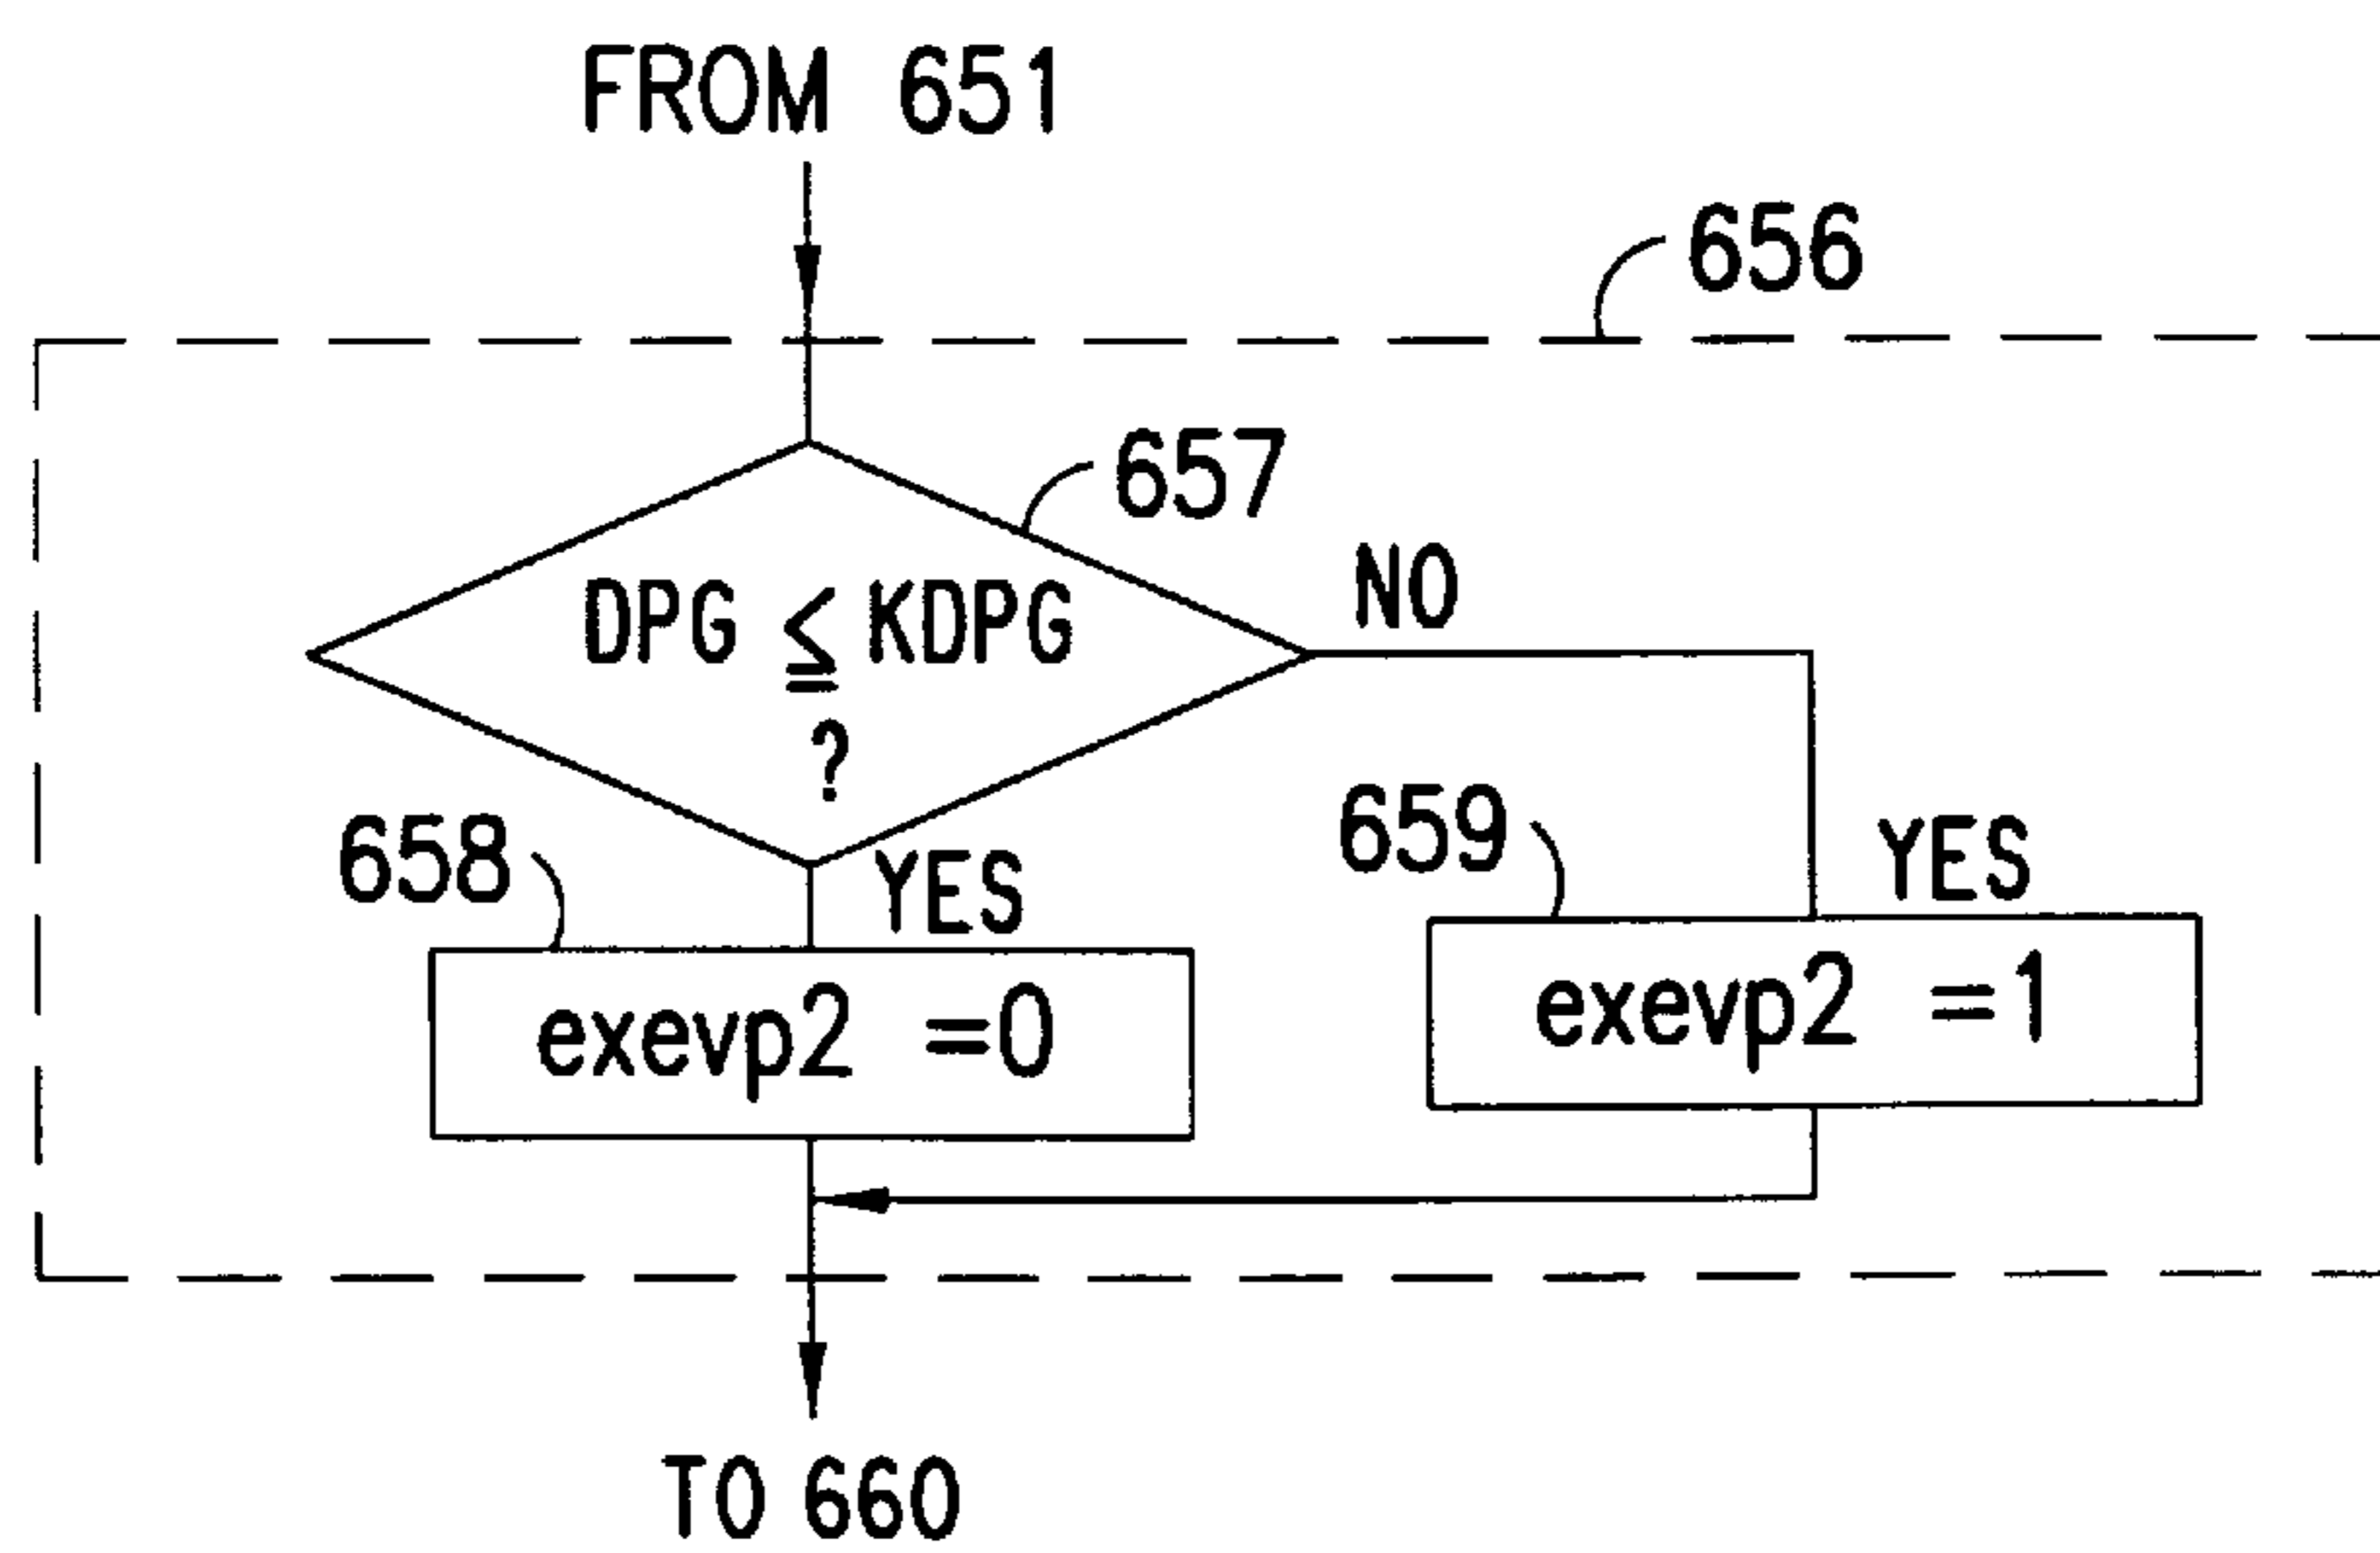 FROM 651
656
657
NO
DPG ≦ KDPG
?
658
YES
659
YES
exevp2 =0
exevp2 =1
TO 660